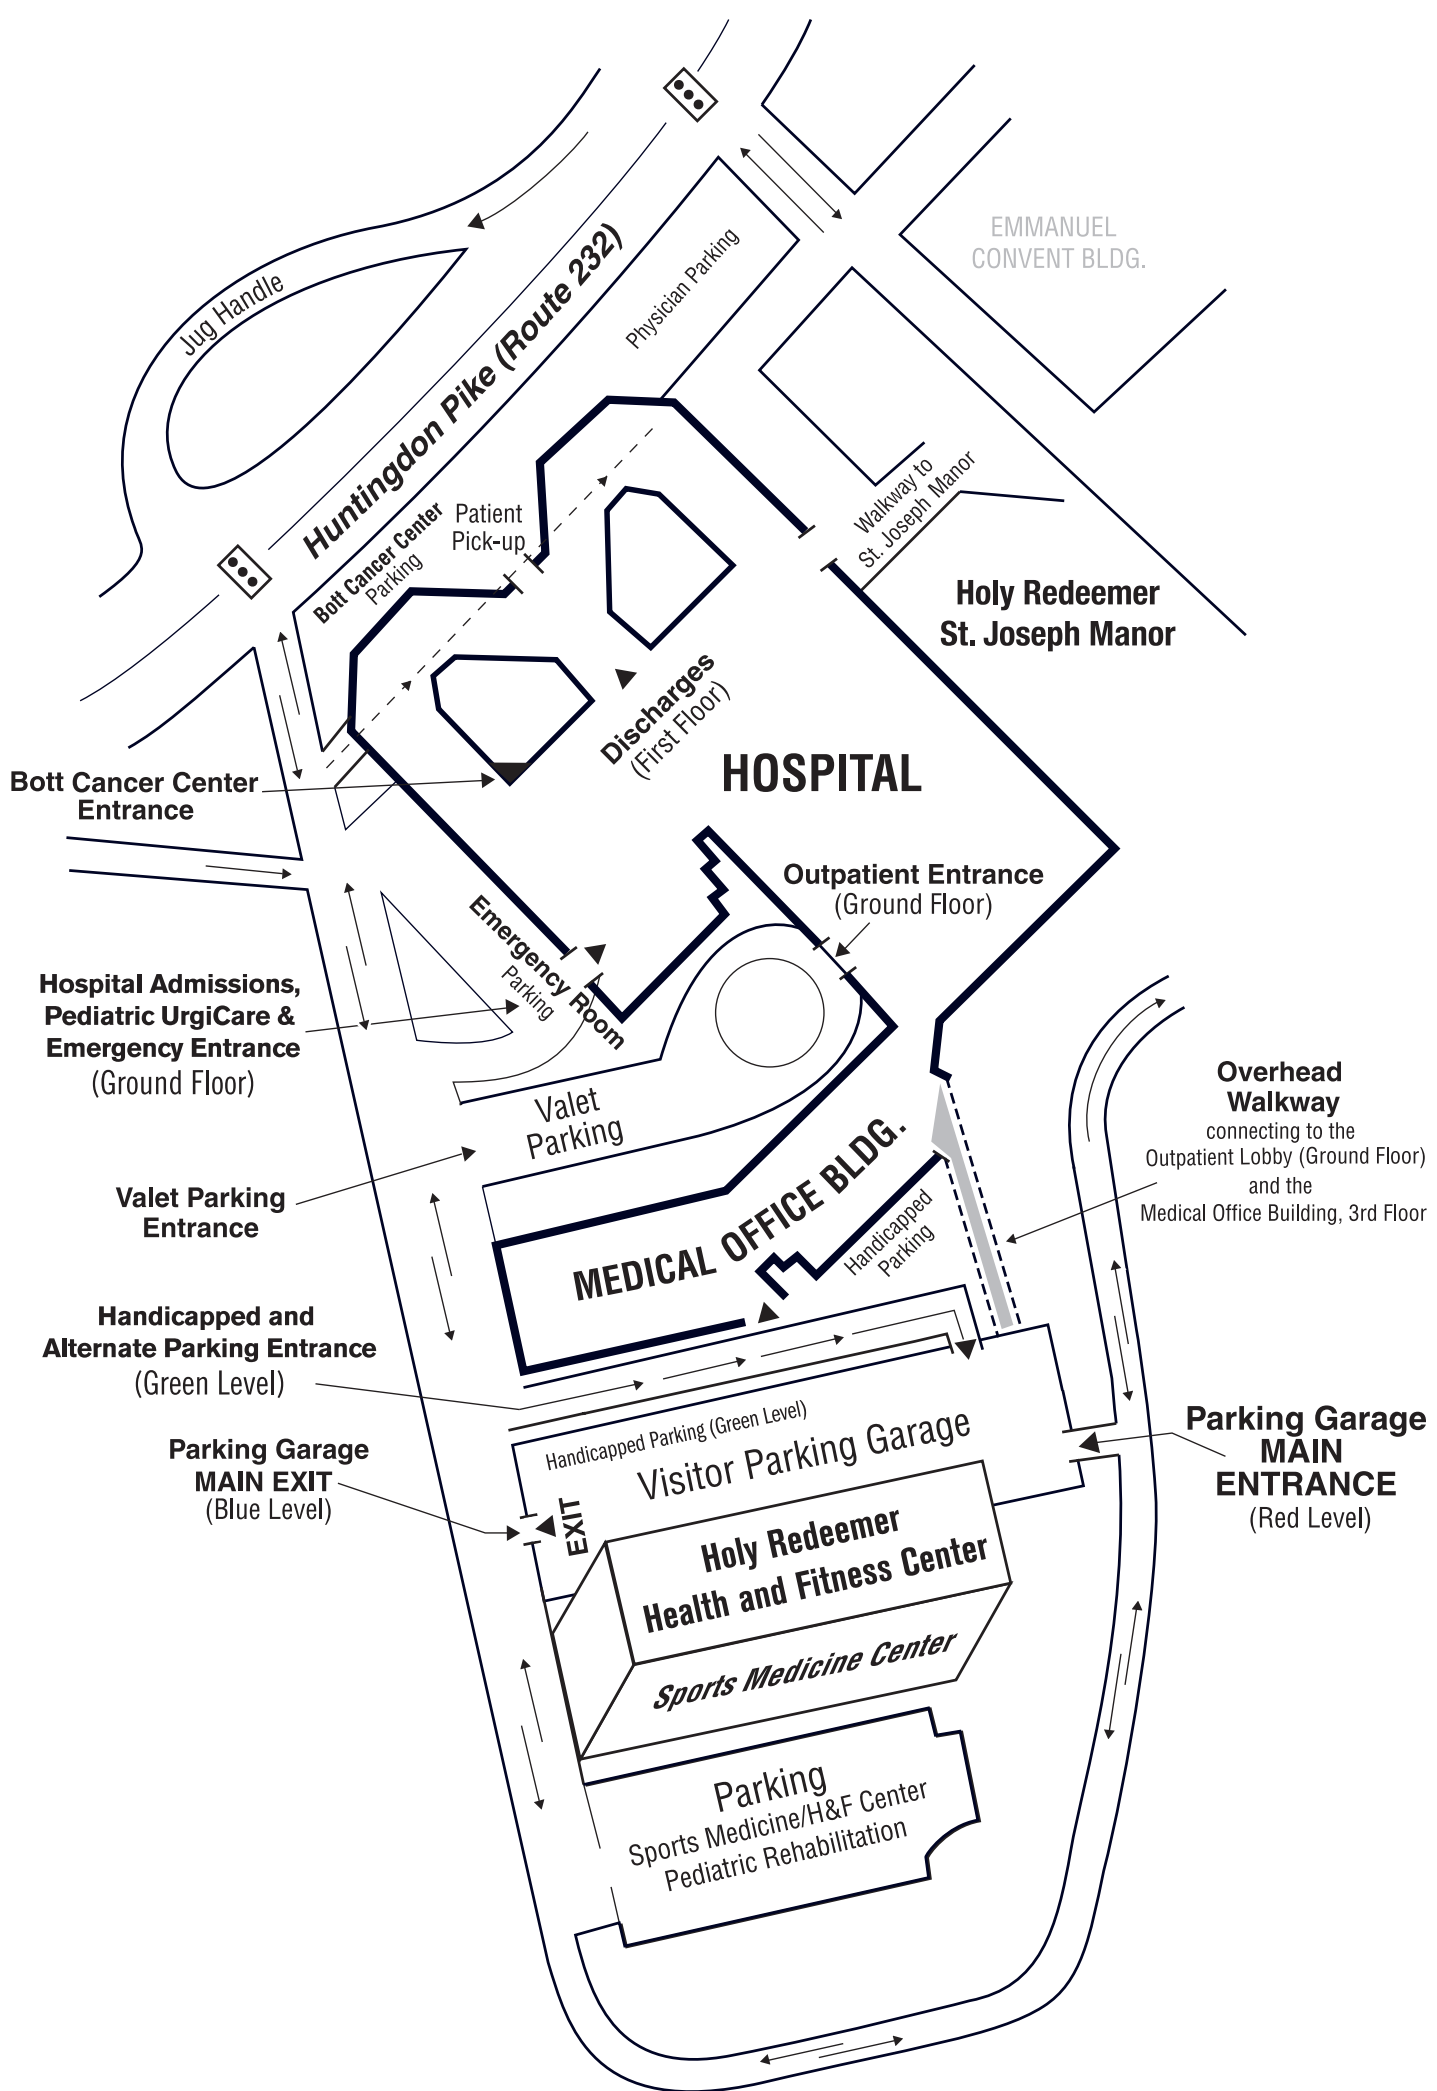 EMMANUEL
CONVENT BLDG.
Physician Parking
Jug Handle
Huntingdon Pike (Route 232)
Patient
Pick-up
Bott Cancer Center
Parking
Walkway to
St. Joseph Manor
Holy Redeemer
St. Joseph Manor
Discharges
(First Floor)
HOSPITAL
Bott Cancer Center
Entrance
Outpatient Entrance
(Ground Floor)
Emergency Room
Parking
Hospital Admissions,
Pediatric UrgiCare &
Emergency Entrance
(Ground Floor)
Overhead
Walkway
connecting to the
Outpatient Lobby (Ground Floor)
and the
Medical Office Building, 3rd Floor
Valet
Parking
Valet Parking
Entrance
MEDICAL OFFICE BLDG.
Handicapped
Parking
Handicapped and
Alternate Parking Entrance
(Green Level)
Handicapped Parking (Green Level)
Visitor Parking Garage
Parking Garage
MAIN
ENTRANCE
(Red Level)
Parking Garage
MAIN EXIT
(Blue Level)
EXIT
Holy Redeemer
Health and Fitness Center
Sports Medicine Center
Parking
Sports Medicine/H&F Center
Pediatric Rehabilitation